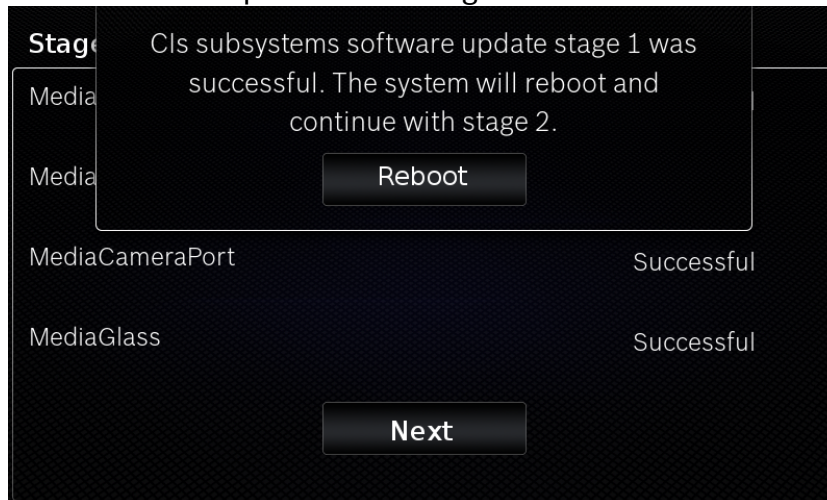 Stage
CIs subsystems software update stage 1 was
successful. The system will reboot and
continue with stage 2.
Media
Media
Reboot
MediaCameraPort Successful
MediaGlass Successful
Next